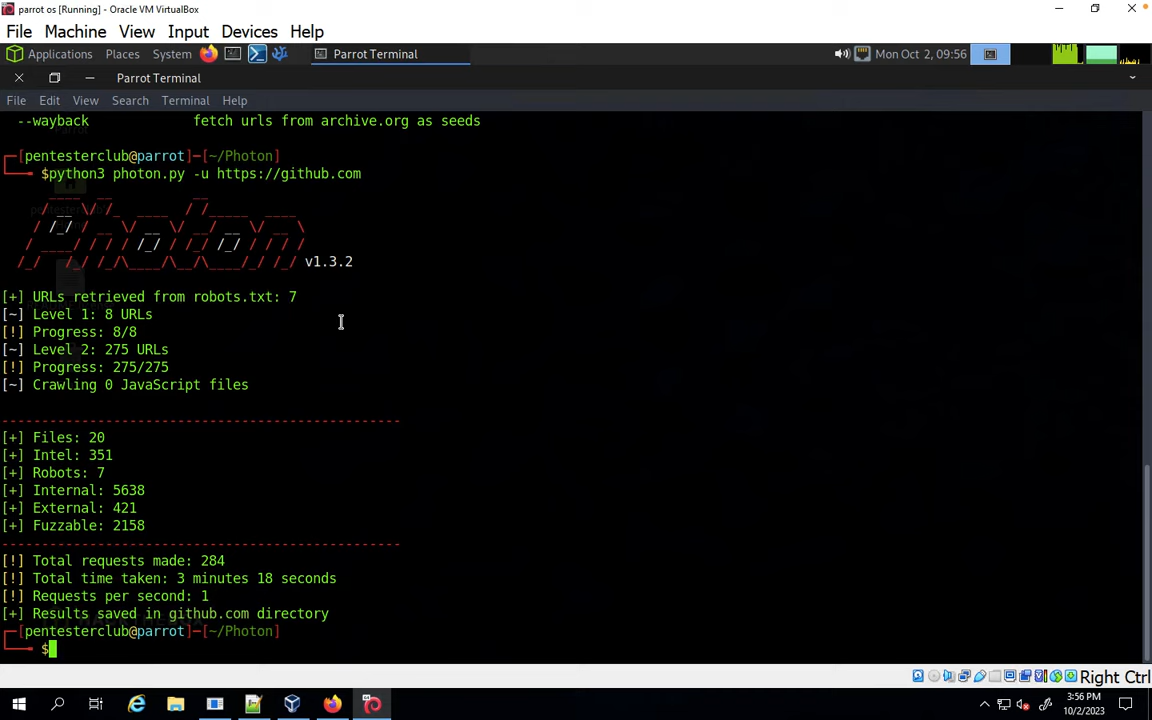 parrot os [Running] - Oracle VM VirtualBox
File Machine View Input Devices Help
Applications Places System Parrot Terminal Mon Oct 2, 09:56
Parrot Terminal
File Edit View Search Terminal Help
--wayback fetch urls from archive.org as seeds
[pentesterclub@parrot]-[~/Photon]
$python3 photon.py -u https://github.com
Photon v1.3.2
[+] URLs retrieved from robots.txt: 7
[~] Level 1: 8 URLs
[!] Progress: 8/8
[~] Level 2: 275 URLs
[!] Progress: 275/275
[~] Crawling 0 JavaScript files
--------------------------------------------------
[+] Files: 20
[+] Intel: 351
[+] Robots: 7
[+] Internal: 5638
[+] External: 421
[+] Fuzzable: 2158
--------------------------------------------------
[!] Total requests made: 284
[!] Total time taken: 3 minutes 18 seconds
[!] Requests per second: 1
[+] Results saved in github.com directory
[pentesterclub@parrot]-[~/Photon]
$
Right Ctrl
3:56 PM
10/2/2023